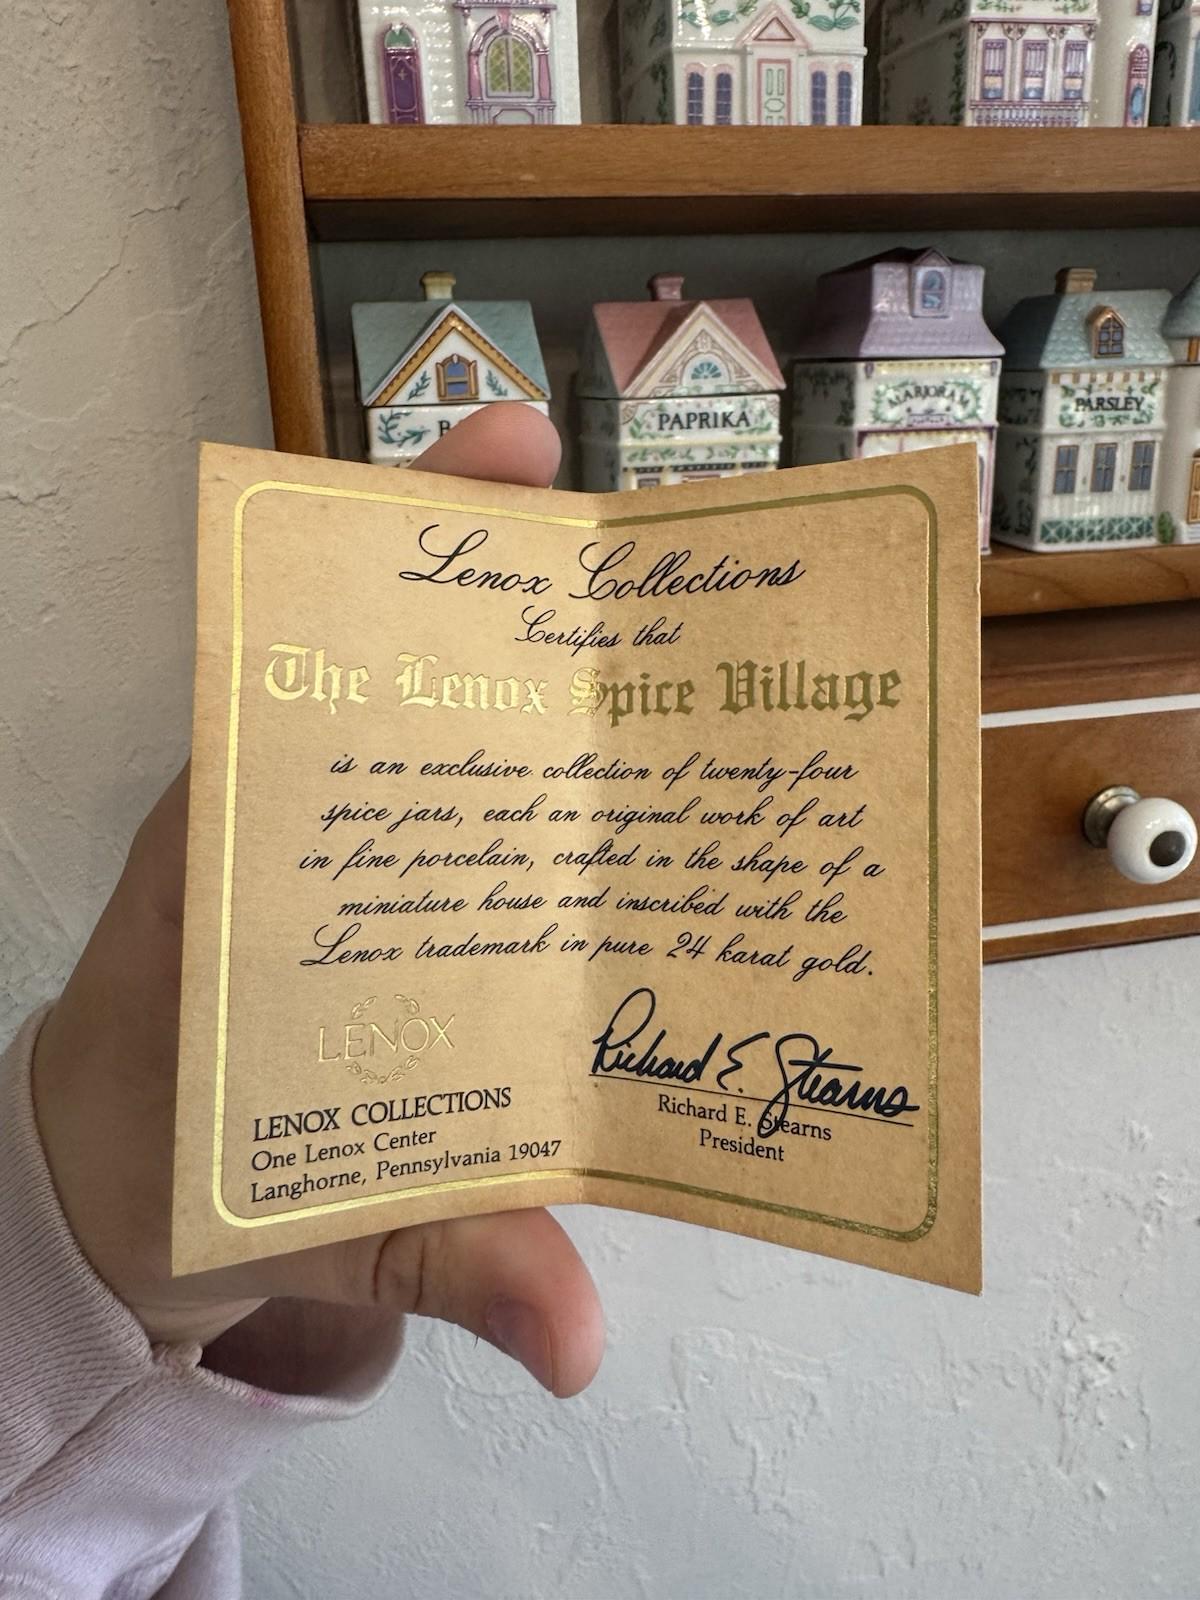 PAPRIKA
MARJORAM
PARSLEY
Lenox Collections
Certifies that
The Lenox Spice Village
is an exclusive collection of twenty-four
spice jars, each an original work of art
in fine porcelain, crafted in the shape of a
miniature house and inscribed with the
Lenox trademark in pure 24 karat gold.
LENOX
LENOX COLLECTIONS
One Lenox Center
Langhorne, Pennsylvania 19047
Richard E. Stearns
Richard E. Stearns
President